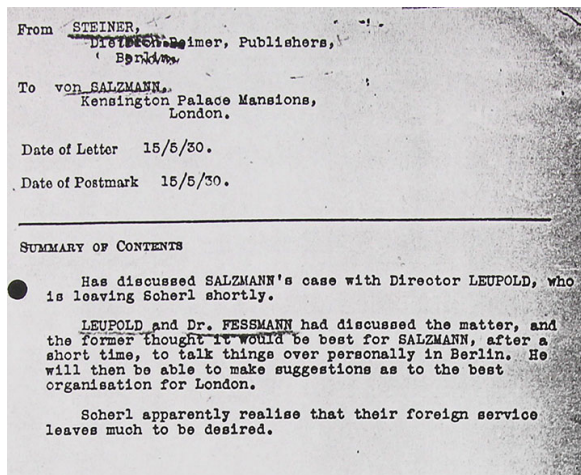 From STEINER,
Dietrich Reimer, Publishers,
Berlin.
To von SALZMANN,
Kensington Palace Mansions,
London.
Date of Letter 15/5/30.
Date of Postmark 15/5/30.
SUMMARY OF CONTENTS
Has discussed SALZMANN's case with Director LEUPOLD, who
is leaving Scherl shortly.
LEUPOLD and Dr. FESSMANN had discussed the matter, and
the former thought it would be best for SALZMANN, after a
short time, to talk things over personally in Berlin. He
will then be able to make suggestions as to the best
organisation for London.
Scherl apparently realise that their foreign service
leaves much to be desired.